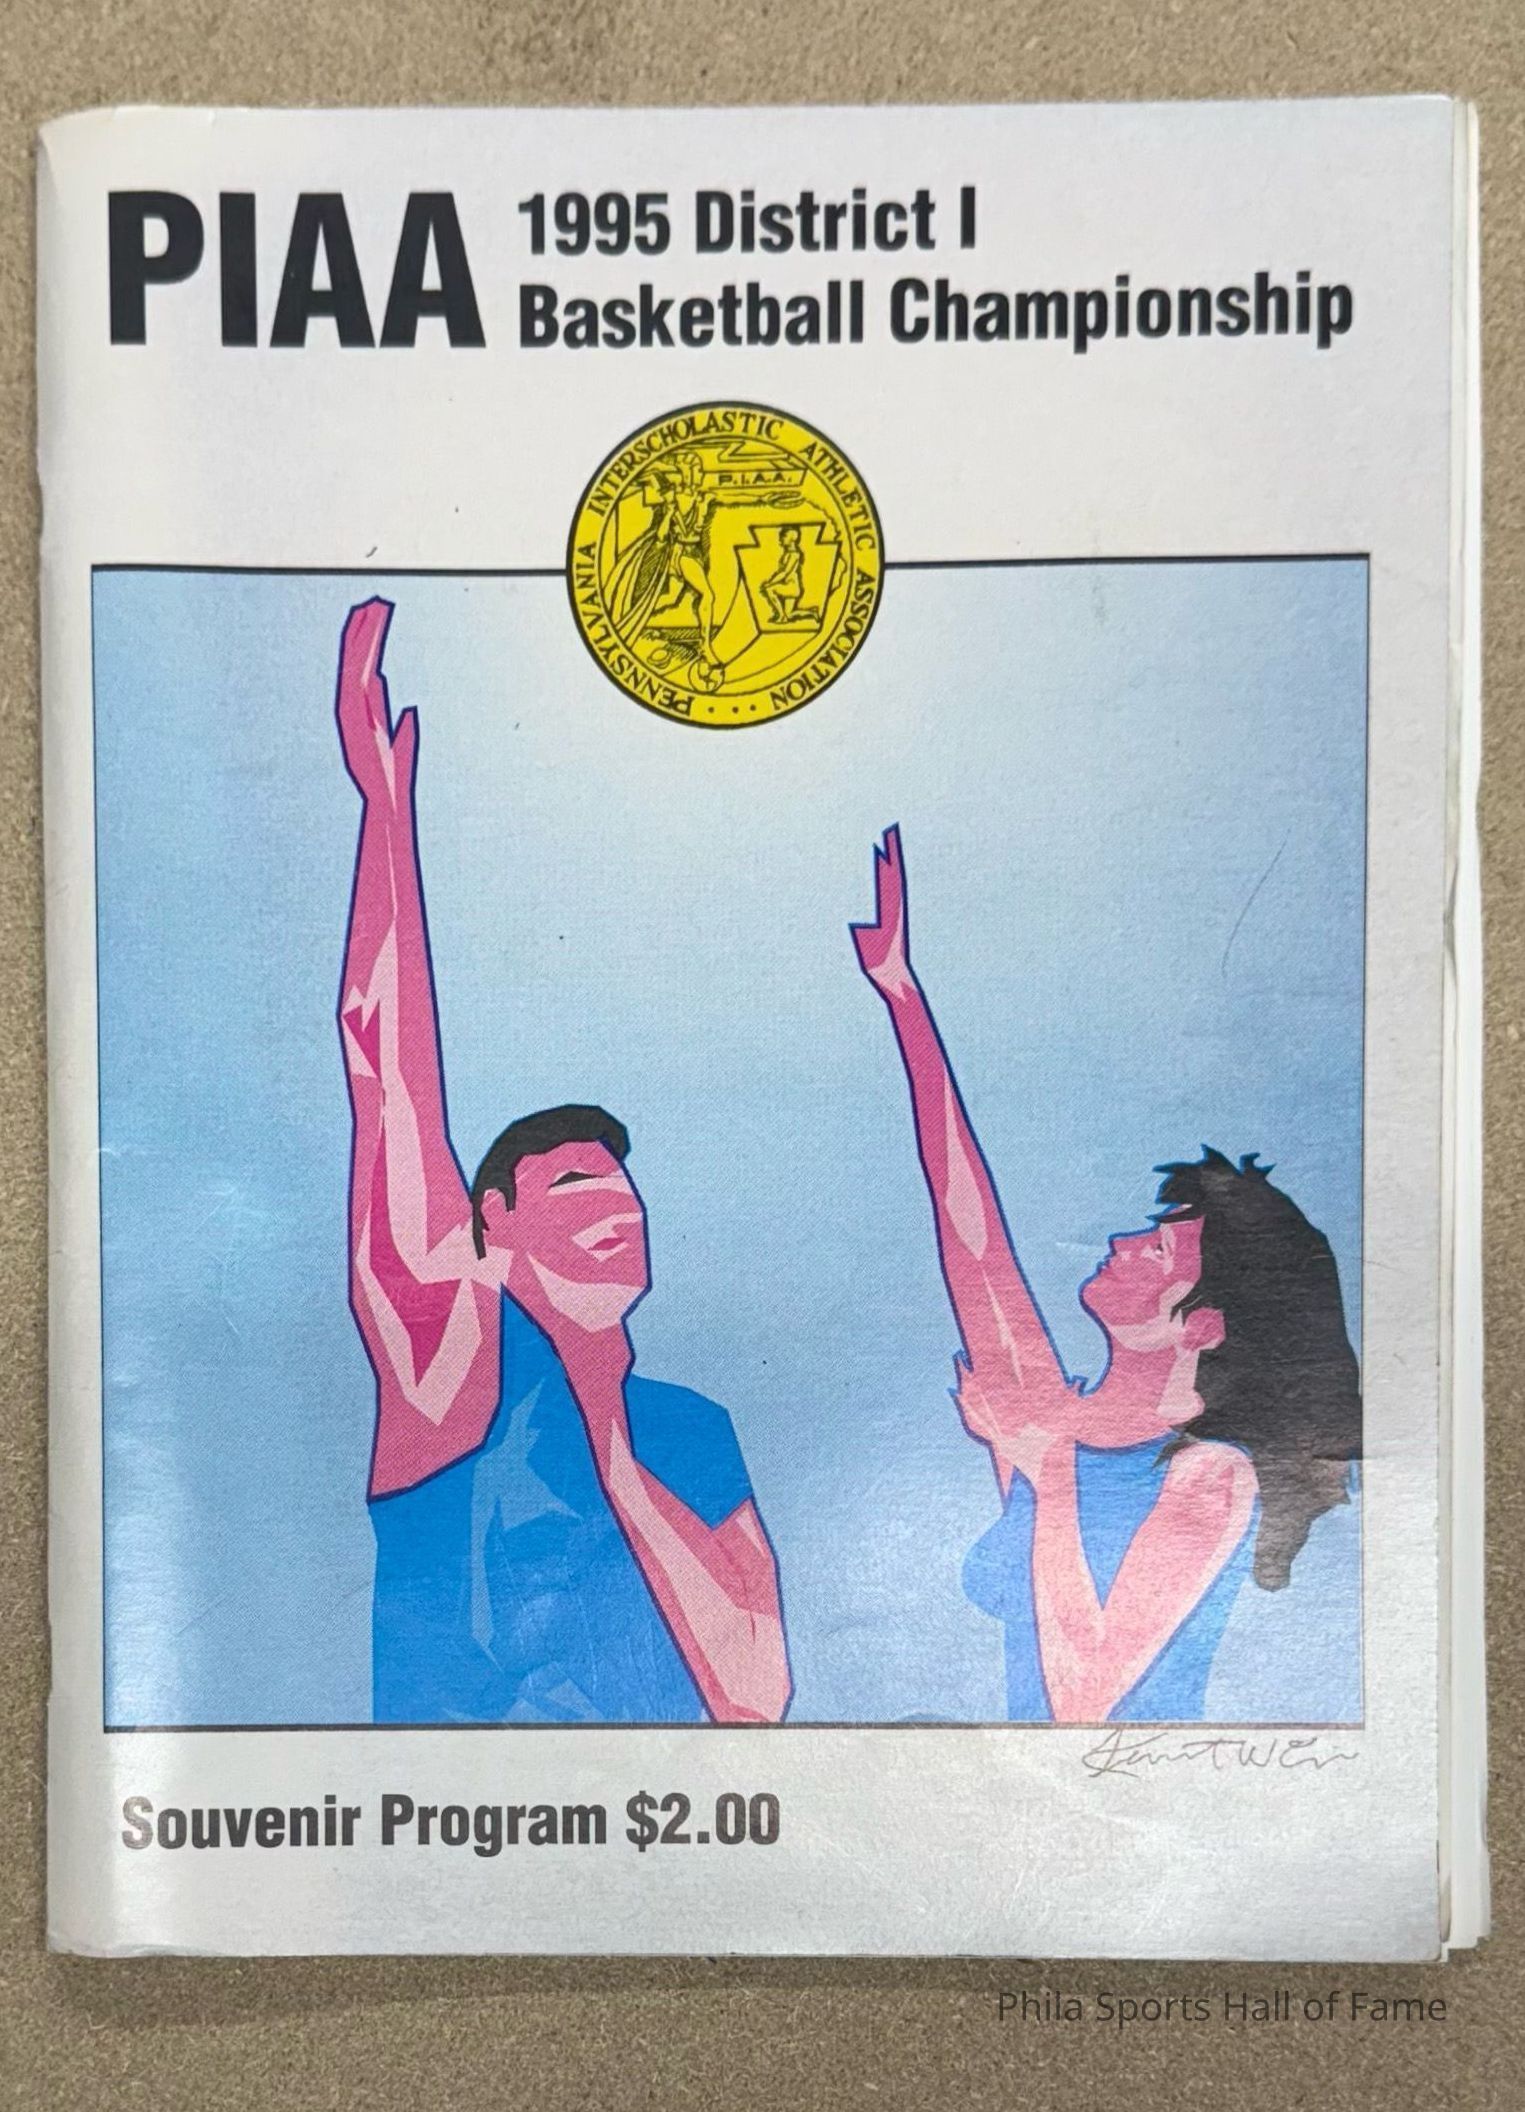 PIAA
1995 District I
Basketball Championship
PENNSYLVANIA INTERSCHOLASTIC ATHLETIC ASSOCIATION . . .
P.I.A.A.
Souvenir Program $2.00
Phila Sports Hall of Fame